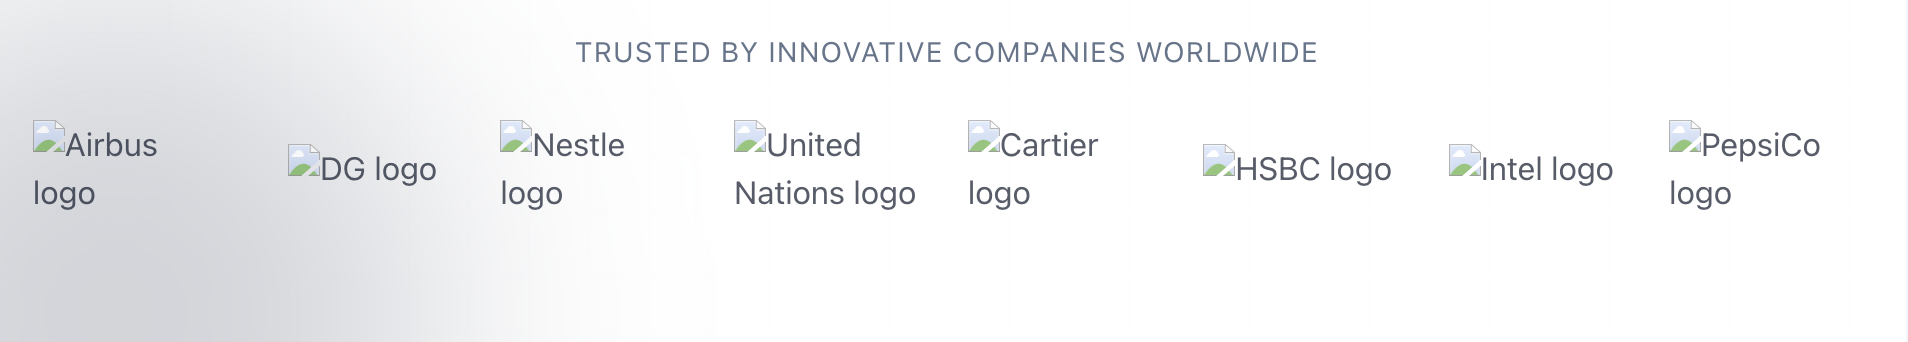 TRUSTED BY INNOVATIVE COMPANIES WORLDWIDE
Airbus
logo
DG logo
Nestle
logo
United
Nations logo
Cartier
logo
HSBC logo
Intel logo
PepsiCo
logo